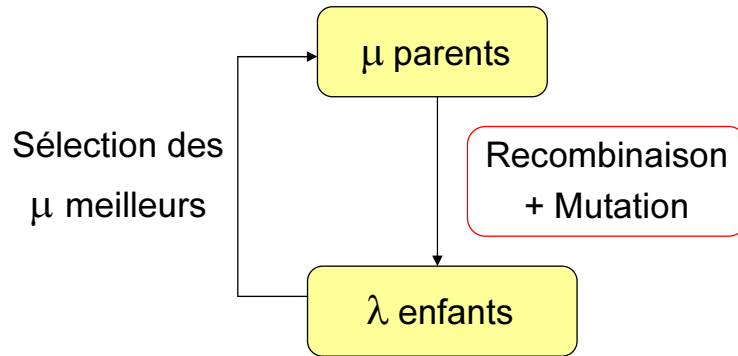 μ parents
Sélection des
μ meilleurs
Recombinaison
+ Mutation
λ enfants